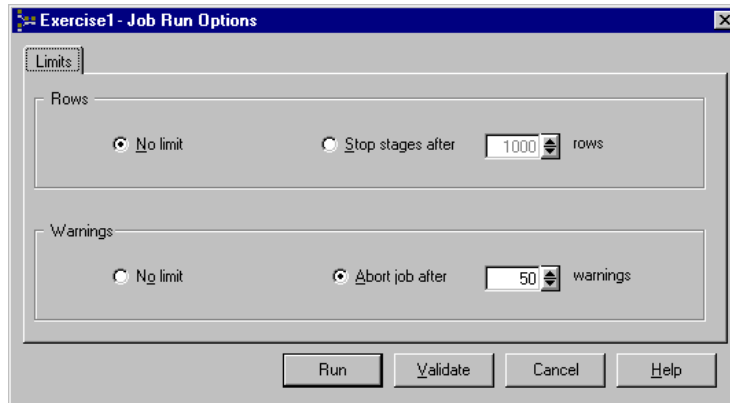 Exercise1 - Job Run Options
Limits
Rows
No limit
Stop stages after 1000 rows
Warnings
No limit
Abort job after 50 warnings
Run Validate Cancel Help